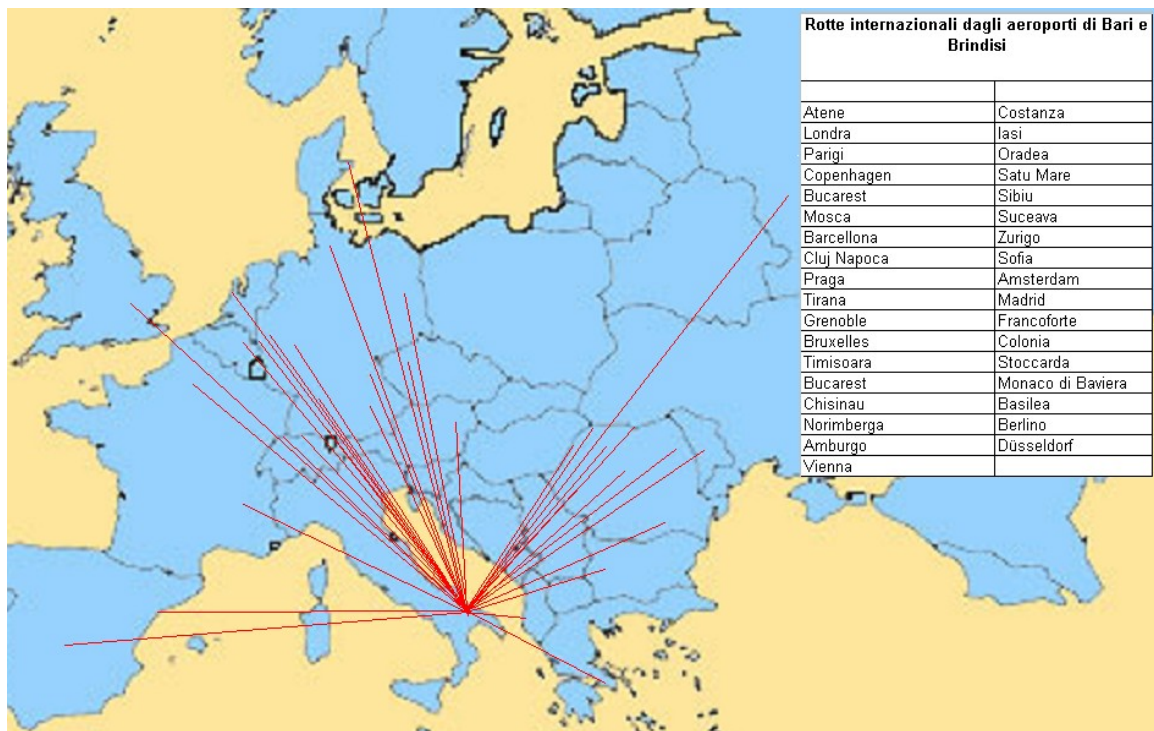 Rotte internazionali dagli aeroporti di Bari e
Brindisi
Atene Costanza
Londra Iasi
Parigi Oradea
Copenhagen Satu Mare
Bucarest Sibiu
Mosca Suceava
Barcellona Zurigo
Cluj Napoca Sofia
Praga Amsterdam
Tirana Madrid
Grenoble Francoforte
Bruxelles Colonia
Timisoara Stoccarda
Bucarest Monaco di Baviera
Chisinau Basilea
Norimberga Berlino
Amburgo Düsseldorf
Vienna